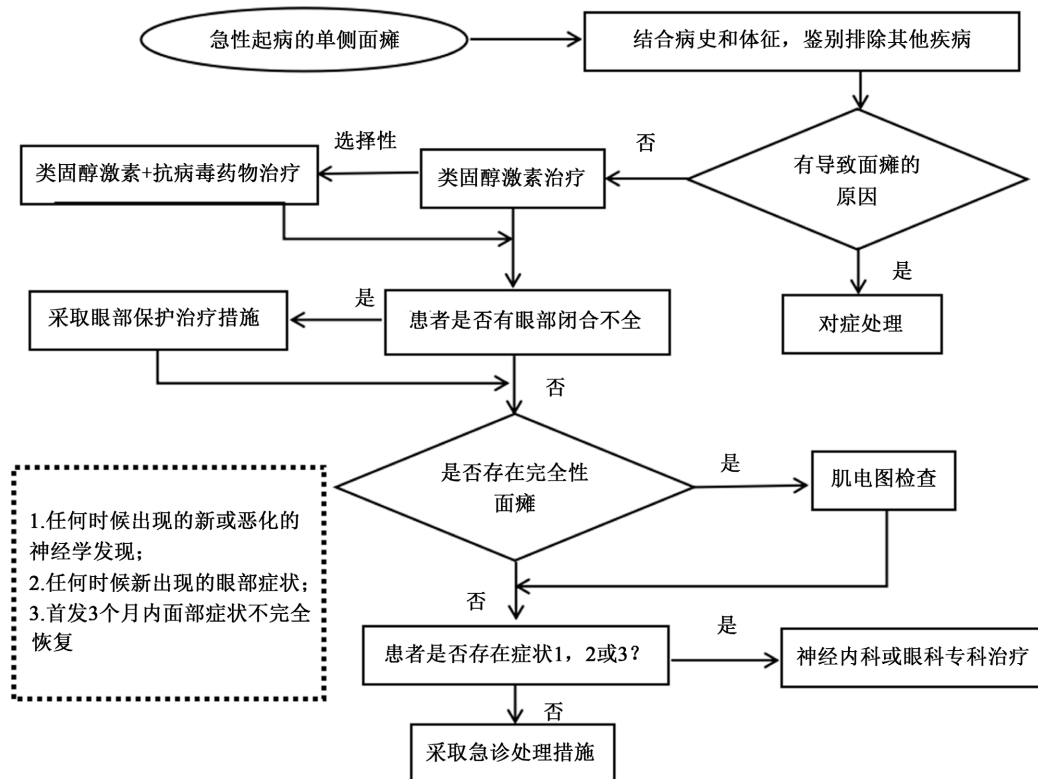 急性起病的单侧面瘫
结合病史和体征，鉴别排除其他疾病
有导致面瘫的
原因
否
是
对症处理
类固醇激素治疗
选择性
类固醇激素+抗病毒药物治疗
患者是否有眼部闭合不全
是
采取眼部保护治疗措施
否
是否存在完全性
面瘫
是
肌电图检查
否
1.任何时候出现的新或恶化的
神经学发现；
2.任何时候新出现的眼部症状；
3.首发3个月内面部症状不完全
恢复
患者是否存在症状1，2或3？
是
神经内科或眼科专科治疗
否
采取急诊处理措施